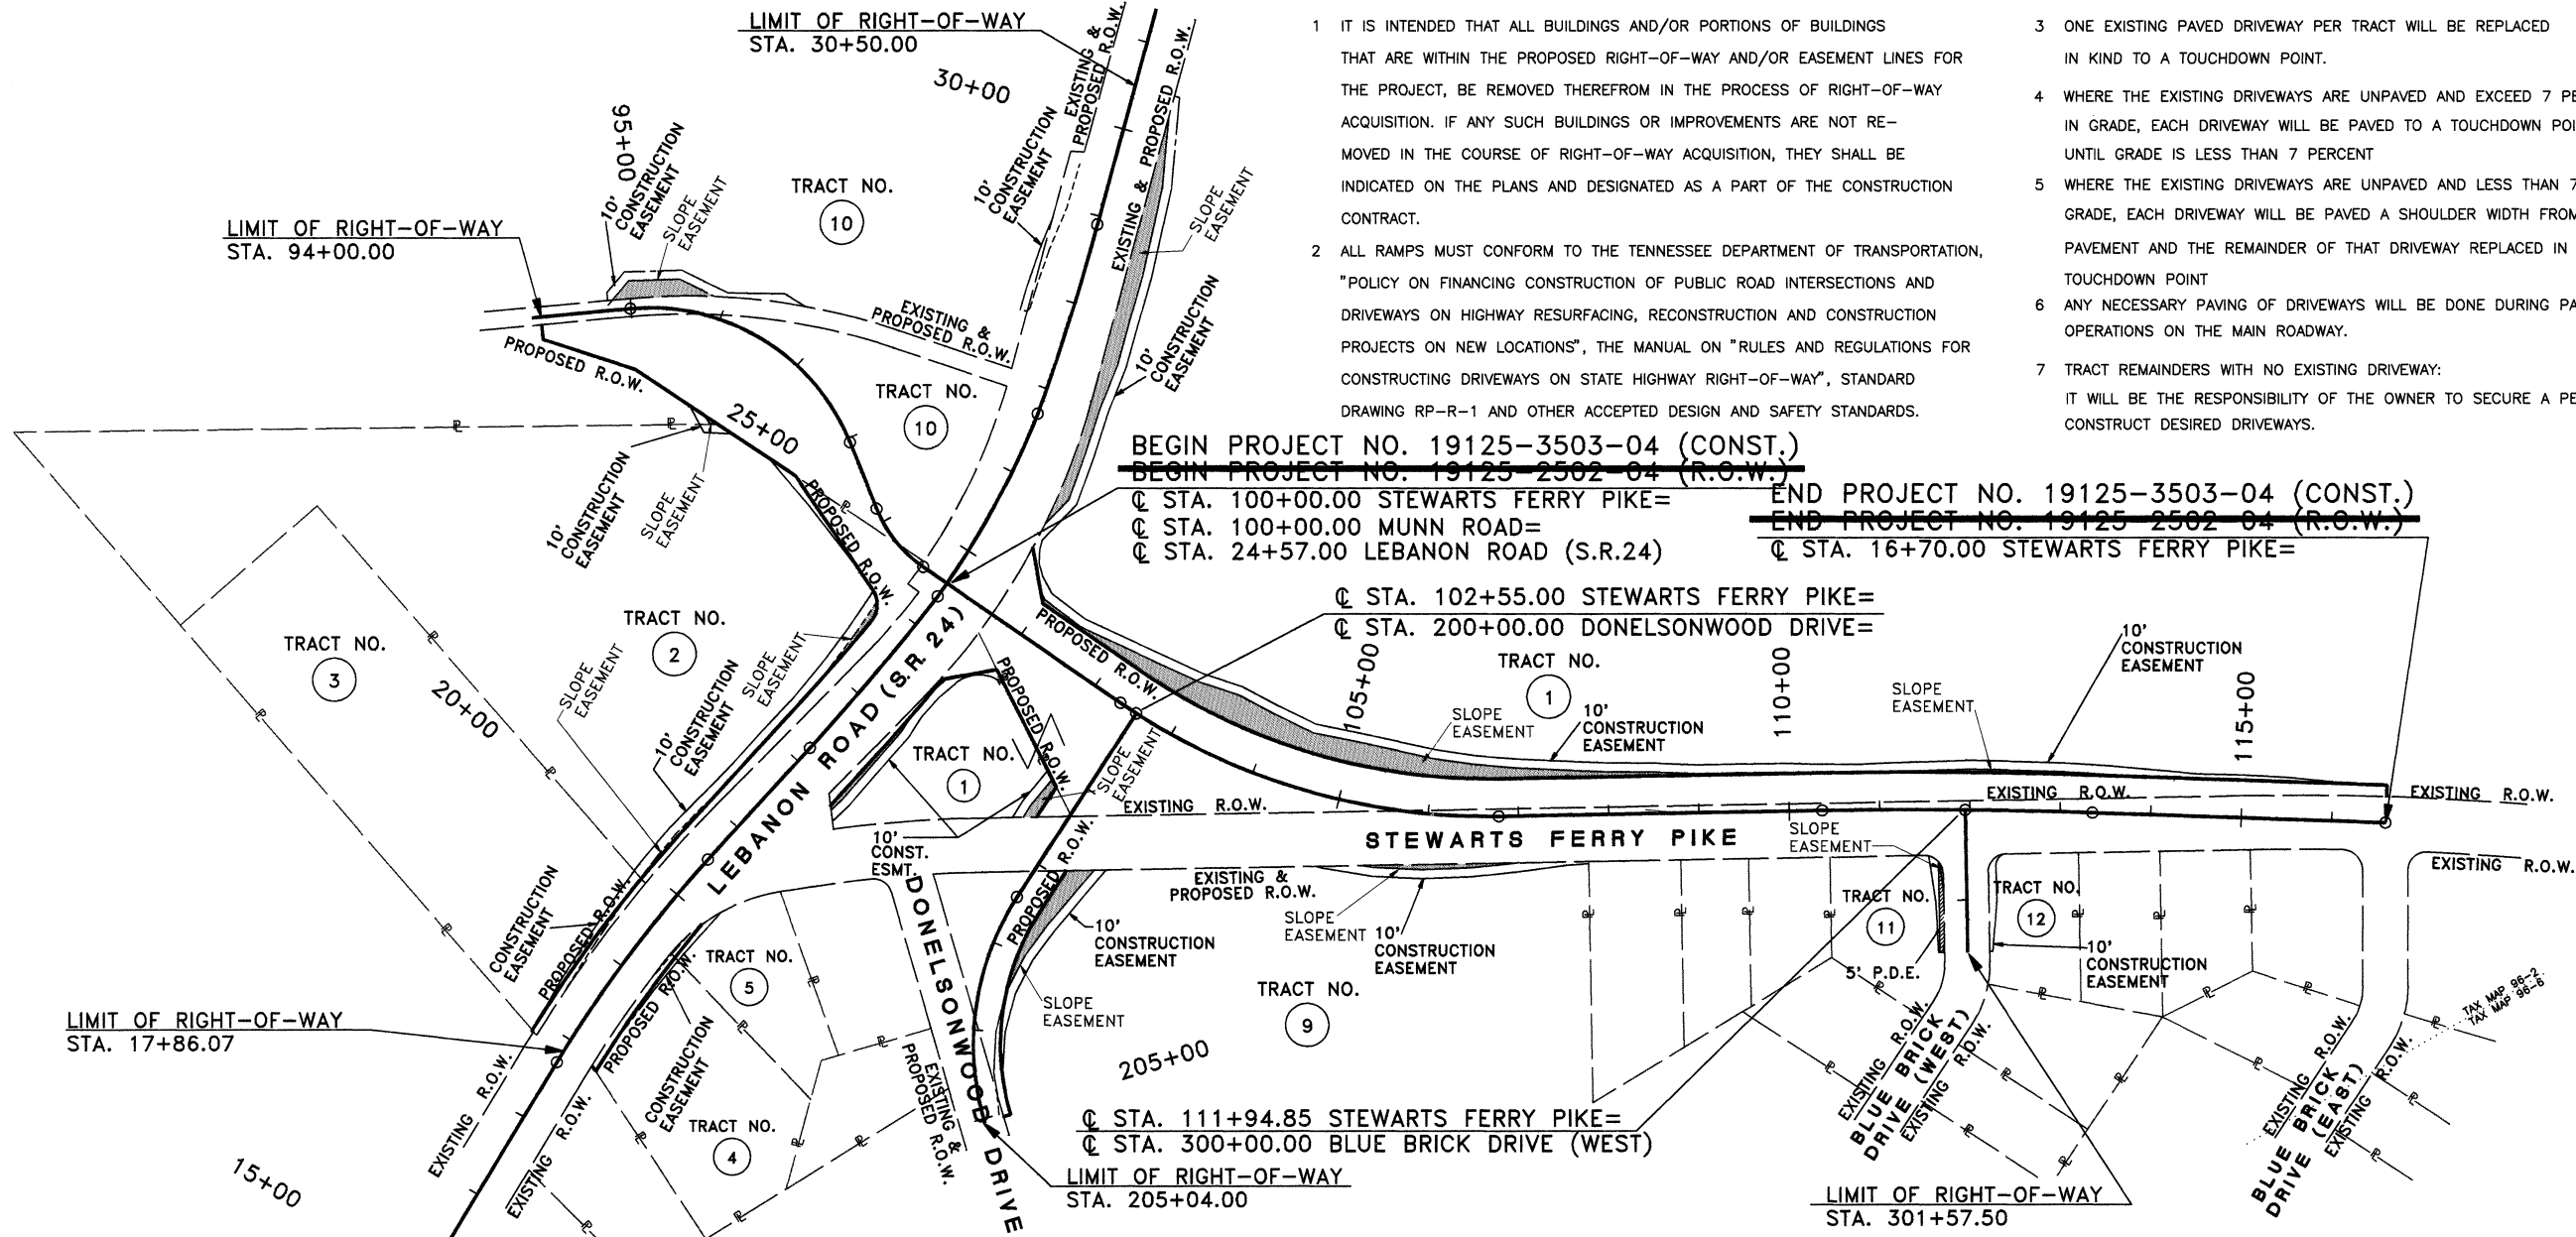 LIMIT OF RIGHT-OF-WAY
STA. 30+50.00
30+00
EXISTING &
PROPOSED R.O.W.
EXISTING & PROPOSED R.O.W.
10'
CONSTRUCTION
EASEMENT
SLOPE
EASEMENT
10'
CONSTRUCTION
EASEMENT
95+00
10'
CONSTRUCTION
EASEMENT
SLOPE
EASEMENT
TRACT NO.
10
LIMIT OF RIGHT-OF-WAY
STA. 94+00.00
EXISTING &
PROPOSED R.O.W.
PROPOSED R.O.W.
TRACT NO.
10
25+00
10'
CONSTRUCTION
EASEMENT
SLOPE
EASEMENT
PROPOSED R.O.W.
1 IT IS INTENDED THAT ALL BUILDINGS AND/OR PORTIONS OF BUILDINGS
THAT ARE WITHIN THE PROPOSED RIGHT-OF-WAY AND/OR EASEMENT LINES FOR
THE PROJECT, BE REMOVED THEREFROM IN THE PROCESS OF RIGHT-OF-WAY
ACQUISITION. IF ANY SUCH BUILDINGS OR IMPROVEMENTS ARE NOT RE-
MOVED IN THE COURSE OF RIGHT-OF-WAY ACQUISITION, THEY SHALL BE
INDICATED ON THE PLANS AND DESIGNATED AS A PART OF THE CONSTRUCTION
CONTRACT.
2 ALL RAMPS MUST CONFORM TO THE TENNESSEE DEPARTMENT OF TRANSPORTATION,
"POLICY ON FINANCING CONSTRUCTION OF PUBLIC ROAD INTERSECTIONS AND
DRIVEWAYS ON HIGHWAY RESURFACING, RECONSTRUCTION AND CONSTRUCTION
PROJECTS ON NEW LOCATIONS", THE MANUAL ON "RULES AND REGULATIONS FOR
CONSTRUCTING DRIVEWAYS ON STATE HIGHWAY RIGHT-OF-WAY", STANDARD
DRAWING RP-R-1 AND OTHER ACCEPTED DESIGN AND SAFETY STANDARDS.
3 ONE EXISTING PAVED DRIVEWAY PER TRACT WILL BE REPLACED
IN KIND TO A TOUCHDOWN POINT.
4 WHERE THE EXISTING DRIVEWAYS ARE UNPAVED AND EXCEED 7 PE
IN GRADE, EACH DRIVEWAY WILL BE PAVED TO A TOUCHDOWN POI
UNTIL GRADE IS LESS THAN 7 PERCENT
5 WHERE THE EXISTING DRIVEWAYS ARE UNPAVED AND LESS THAN 7
GRADE, EACH DRIVEWAY WILL BE PAVED A SHOULDER WIDTH FROM
PAVEMENT AND THE REMAINDER OF THAT DRIVEWAY REPLACED IN
TOUCHDOWN POINT
6 ANY NECESSARY PAVING OF DRIVEWAYS WILL BE DONE DURING PA
OPERATIONS ON THE MAIN ROADWAY.
7 TRACT REMAINDERS WITH NO EXISTING DRIVEWAY:
IT WILL BE THE RESPONSIBILITY OF THE OWNER TO SECURE A PE
CONSTRUCT DESIRED DRIVEWAYS.
BEGIN PROJECT NO. 19125-3503-04 (CONST.)
BEGIN PROJECT NO. 19125-2502-04 (R.O.W.)
℄ STA. 100+00.00 STEWARTS FERRY PIKE=
℄ STA. 100+00.00 MUNN ROAD=
℄ STA. 24+57.00 LEBANON ROAD (S.R.24)
END PROJECT NO. 19125-3503-04 (CONST.)
END PROJECT NO. 19125-2502-04 (R.O.W.)
℄ STA. 16+70.00 STEWARTS FERRY PIKE=
℄ STA. 102+55.00 STEWARTS FERRY PIKE=
℄ STA. 200+00.00 DONELSONWOOD DRIVE=
TRACT NO.
3
20+00
TRACT NO.
2
SLOPE
EASEMENT
SLOPE
EASEMENT
10'
CONSTRUCTION
EASEMENT
LEBANON ROAD (S.R. 24)
PROPOSED R.O.W.
PROPOSED R.O.W.
TRACT NO.
1
SLOPE
EASEMENT
10'
CONST.
ESMT.
105+00
TRACT NO.
1
SLOPE
EASEMENT
10'
CONSTRUCTION
EASEMENT
110+00
SLOPE
EASEMENT
10'
CONSTRUCTION
EASEMENT
115+00
EXISTING R.O.W.
EXISTING R.O.W.
EXISTING R.O.W.
STEWARTS FERRY PIKE
SLOPE
EASEMENT
EXISTING R.O.W.
CONSTRUCTION
EASEMENT
PROPOSED R.O.W.
PROPOSED R.O.W.
TRACT NO.
5
CONSTRUCTION
EASEMENT
TRACT NO.
4
LIMIT OF RIGHT-OF-WAY
STA. 17+86.07
EXISTING R.O.W.
EXISTING R.O.W.
15+00
DONELSONWOOD DRIVE
EXISTING &
PROPOSED R.O.W.
PROPOSED R.O.W.
10'
CONSTRUCTION
EASEMENT
SLOPE
EASEMENT
EXISTING &
PROPOSED R.O.W.
SLOPE
EASEMENT
10'
CONSTRUCTION
EASEMENT
TRACT NO.
9
205+00
TRACT NO.
11
5' P.D.E.
TRACT NO.
12
10'
CONSTRUCTION
EASEMENT
EXISTING R.O.W.
BLUE BRICK
DRIVE (WEST)
EXISTING R.O.W.
EXISTING R.O.W.
BLUE BRICK
DRIVE (EAST)
EXISTING R.O.W.
TAX MAP 96-2
TAX MAP 96-6
℄ STA. 111+94.85 STEWARTS FERRY PIKE=
℄ STA. 300+00.00 BLUE BRICK DRIVE (WEST)
LIMIT OF RIGHT-OF-WAY
STA. 205+04.00
LIMIT OF RIGHT-OF-WAY
STA. 301+57.50